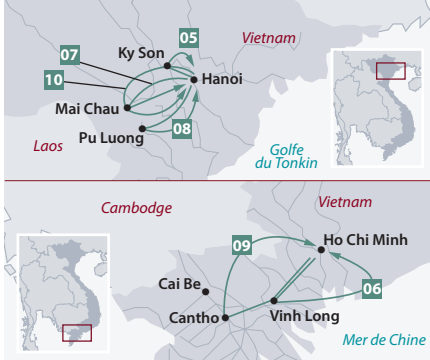 05
Vietnam
07
Ky Son
10
Hanoi
Mai Chau
08
Pu Luong
Laos
Golfe
du Tonkin
Cambodge
Vietnam
09
Ho Chi Minh
Cai Be
06
Cantho
Vinh Long
Mer de Chine